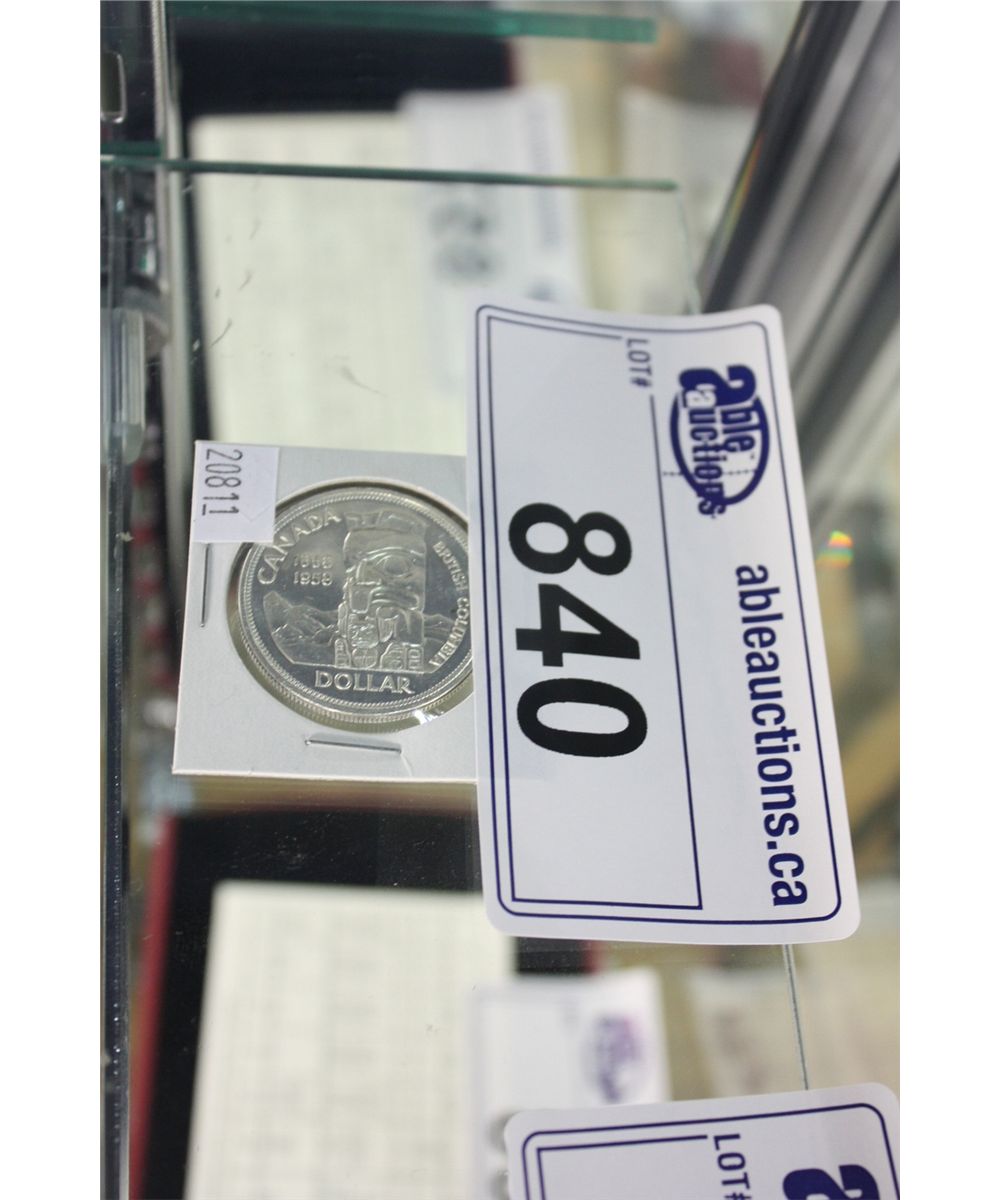 LOT#
able
auctions
840
ableauctions.ca
20811
CANADA
1858
1958
BRITISH COLUMBIA
DOLLAR
LOT#